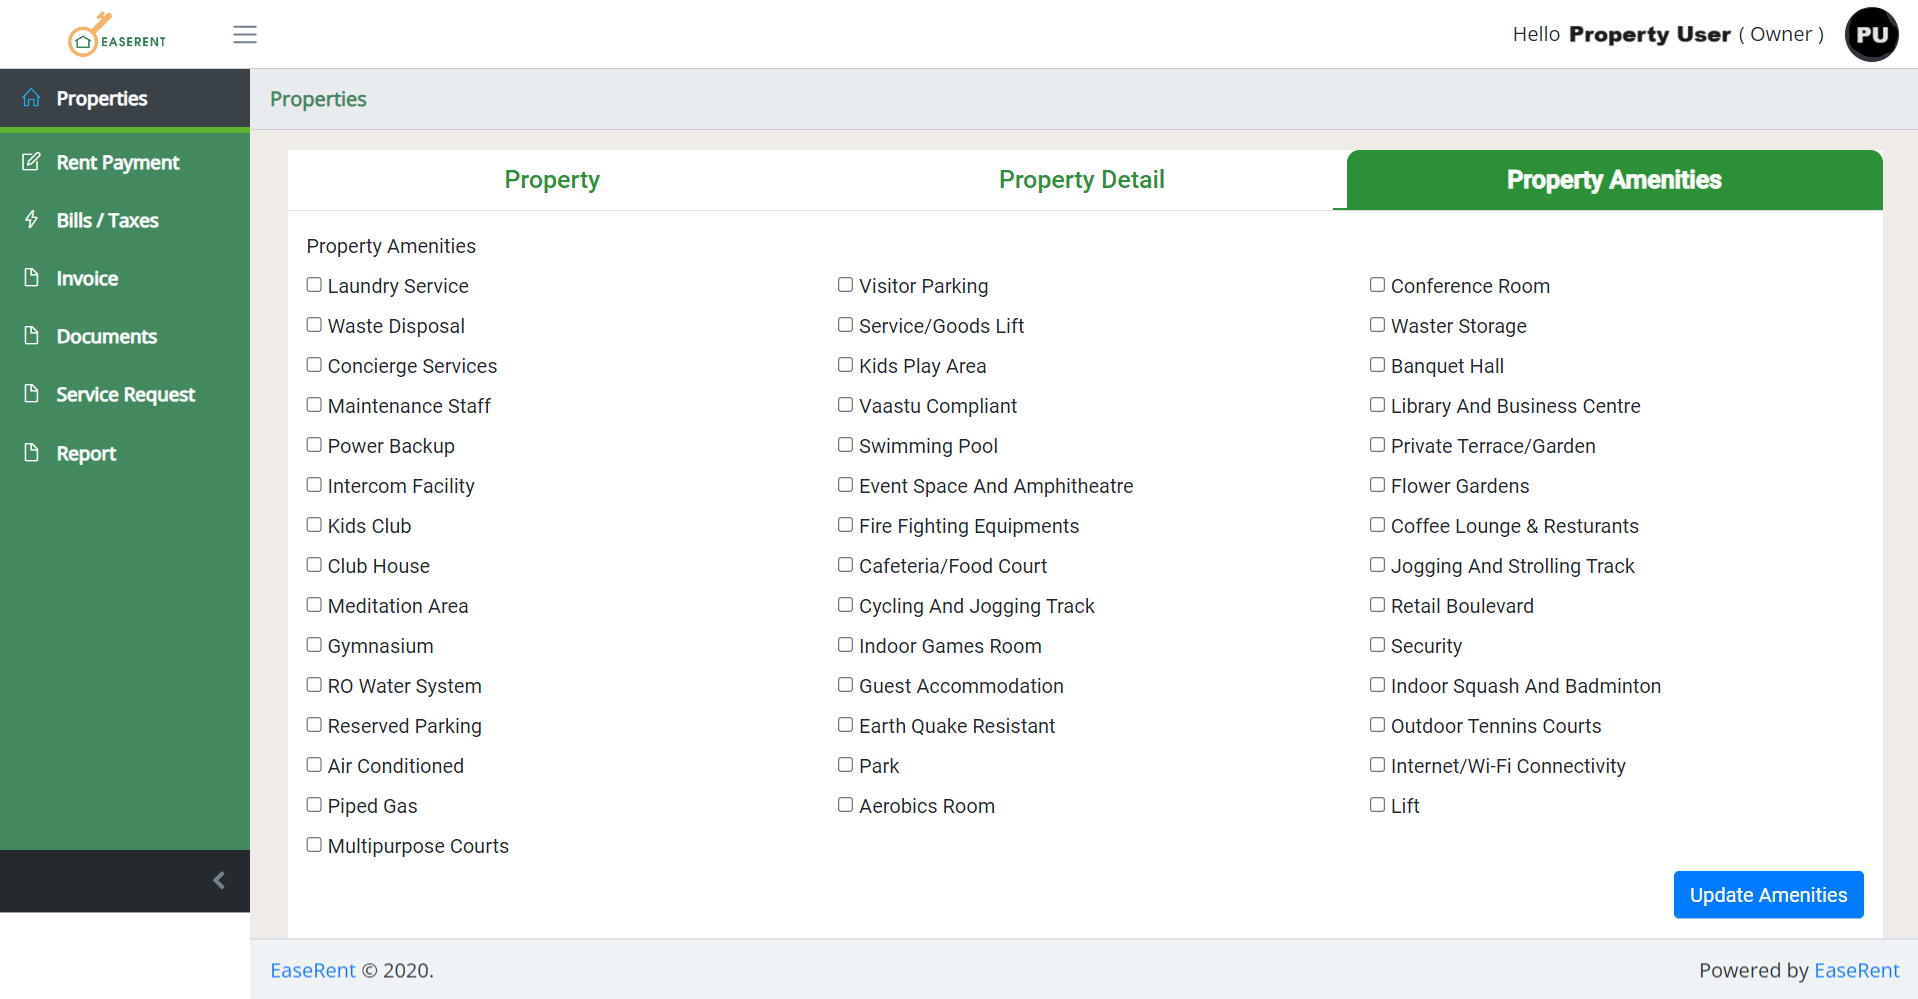 EASERENT
Hello Property User ( Owner )
PU
Properties
Rent Payment
Bills / Taxes
Invoice
Documents
Service Request
Report
Properties
Property
Property Detail
Property Amenities
Property Amenities
Laundry Service
Visitor Parking
Conference Room
Waste Disposal
Service/Goods Lift
Waster Storage
Concierge Services
Kids Play Area
Banquet Hall
Maintenance Staff
Vaastu Compliant
Library And Business Centre
Power Backup
Swimming Pool
Private Terrace/Garden
Intercom Facility
Event Space And Amphitheatre
Flower Gardens
Kids Club
Fire Fighting Equipments
Coffee Lounge & Resturants
Club House
Cafeteria/Food Court
Jogging And Strolling Track
Meditation Area
Cycling And Jogging Track
Retail Boulevard
Gymnasium
Indoor Games Room
Security
RO Water System
Guest Accommodation
Indoor Squash And Badminton
Reserved Parking
Earth Quake Resistant
Outdoor Tennins Courts
Air Conditioned
Park
Internet/Wi-Fi Connectivity
Piped Gas
Aerobics Room
Lift
Multipurpose Courts
Update Amenities
EaseRent © 2020.
Powered by EaseRent